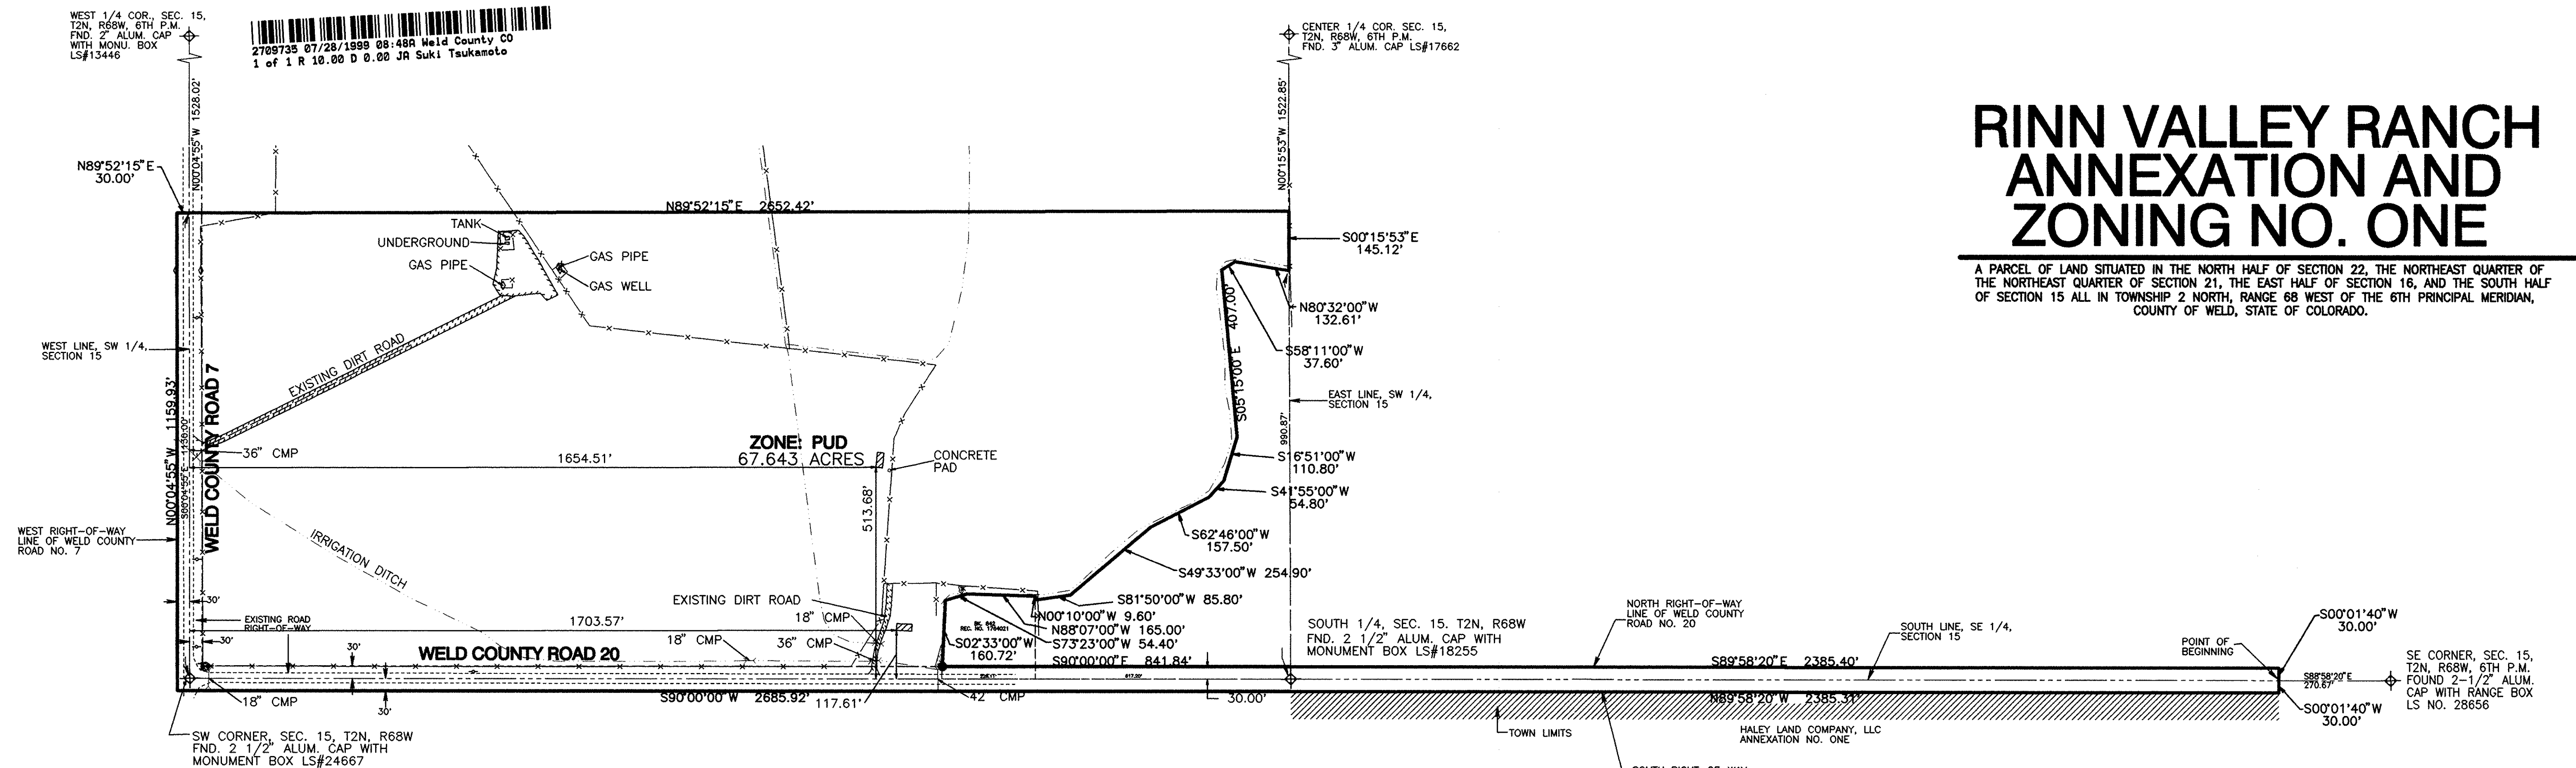 WEST 1/4 COR., SEC. 15,
T2N, R68W, 6TH P.M.
FND. 2" ALUM. CAP
WITH MONU. BOX
LS#13446
2709735 07/28/1999 08:48A Weld County CO
1 of 1 R 10.00 D 0.00 JA Suki Tsukamoto
CENTER 1/4 COR. SEC. 15,
T2N, R68W, 6TH P.M.
FND. 3" ALUM. CAP LS#17662
N00°04'55"W 1528.02'
N00°15'53"W 1522.85'
RINN VALLEY RANCH
ANNEXATION AND
ZONING NO. ONE
A PARCEL OF LAND SITUATED IN THE NORTH HALF OF SECTION 22, THE NORTHEAST QUARTER OF
THE NORTHEAST QUARTER OF SECTION 21, THE EAST HALF OF SECTION 16, AND THE SOUTH HALF
OF SECTION 15 ALL IN TOWNSHIP 2 NORTH, RANGE 68 WEST OF THE 6TH PRINCIPAL MERIDIAN,
COUNTY OF WELD, STATE OF COLORADO.
N89°52'15"E
30.00'
N89°52'15"E 2652.42'
TANK
UNDERGROUND
GAS PIPE
GAS PIPE
GAS WELL
S00°15'53"E
145.12'
N80°32'00"W
132.61'
S58°11'00"W
37.60'
S05°15'00"E 407.00'
EAST LINE, SW 1/4,
SECTION 15
990.87'
WEST LINE, SW 1/4,
SECTION 15
EXISTING DIRT ROAD
N00°04'55"W 1159.93'
S00°04'55"E 1130.00'
WELD COUNTY ROAD 7
36" CMP
ZONE: PUD
67.643 ACRES
1654.51'
CONCRETE
PAD
513.68'
S16°51'00"W
110.80'
S41°55'00"W
54.80'
S62°46'00"W
157.50'
S49°33'00"W 254.90'
S81°50'00"W 85.80'
N00°10'00"W 9.60'
N88°07'00"W 165.00'
S73°23'00"W 54.40'
S02°33'00"W
160.72'
WEST RIGHT-OF-WAY
LINE OF WELD COUNTY
ROAD NO. 7
IRRIGATION DITCH
EXISTING DIRT ROAD
18" CMP
18" CMP
36" CMP
30'
EXISTING ROAD
RIGHT-OF-WAY
30'
30'
1703.57'
WELD COUNTY ROAD 20
S90°00'00"E 841.84'
SOUTH 1/4, SEC. 15. T2N, R68W
FND. 2 1/2" ALUM. CAP WITH
MONUMENT BOX LS#18255
NORTH RIGHT-OF-WAY
LINE OF WELD COUNTY
ROAD NO. 20
SOUTH LINE, SE 1/4,
SECTION 15
POINT OF
BEGINNING
S00°01'40"W
30.00'
S89°58'20"E 2385.40'
S88°58'20"E
270.67'
SE CORNER, SEC. 15,
T2N, R68W, 6TH P.M.
FOUND 2-1/2" ALUM.
CAP WITH RANGE BOX
LS NO. 28656
S00°01'40"W
30.00'
18" CMP
30'
S90°00'00"W 2685.92'
117.61'
42" CMP
617.20'
30.00'
N89°58'20"W 2385.31'
TOWN LIMITS
HALEY LAND COMPANY, LLC
ANNEXATION NO. ONE
SW CORNER, SEC. 15, T2N, R68W
FND. 2 1/2" ALUM. CAP WITH
MONUMENT BOX LS#24667